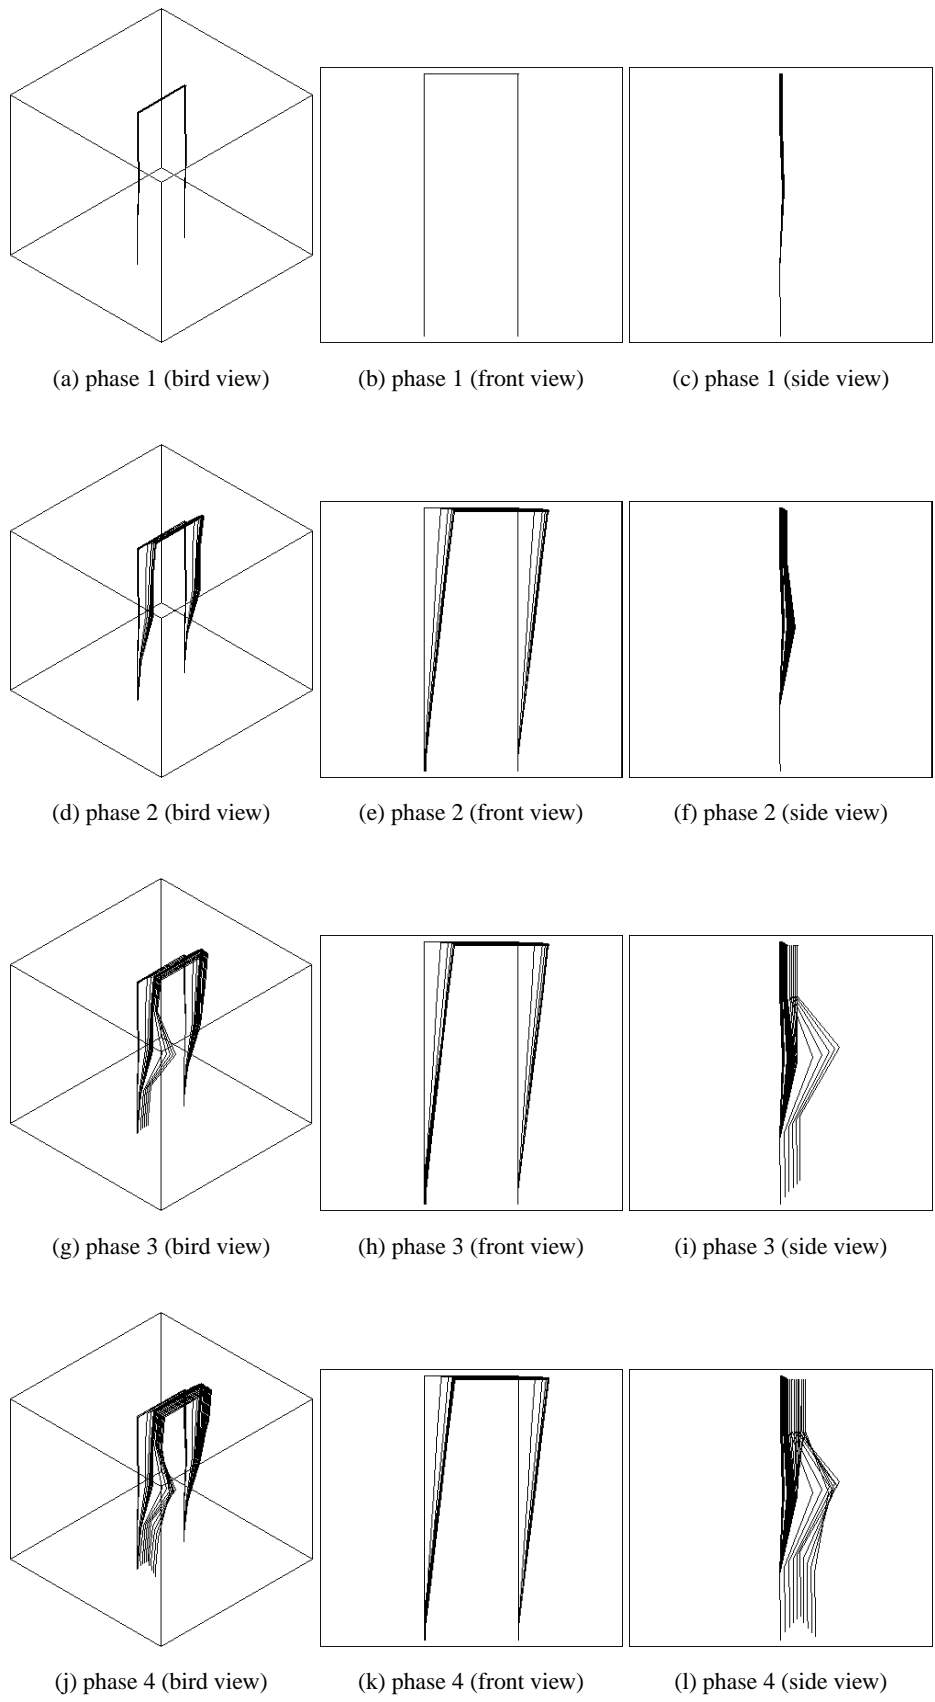 (a) phase 1 (bird view)
(b) phase 1 (front view)
(c) phase 1 (side view)
(d) phase 2 (bird view)
(e) phase 2 (front view)
(f) phase 2 (side view)
(g) phase 3 (bird view)
(h) phase 3 (front view)
(i) phase 3 (side view)
(j) phase 4 (bird view)
(k) phase 4 (front view)
(l) phase 4 (side view)